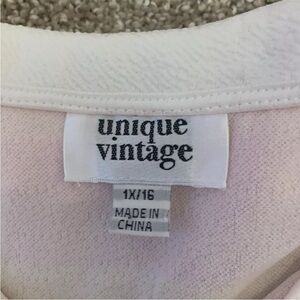 unique
vintage
1X/16
MADE IN
CHINA